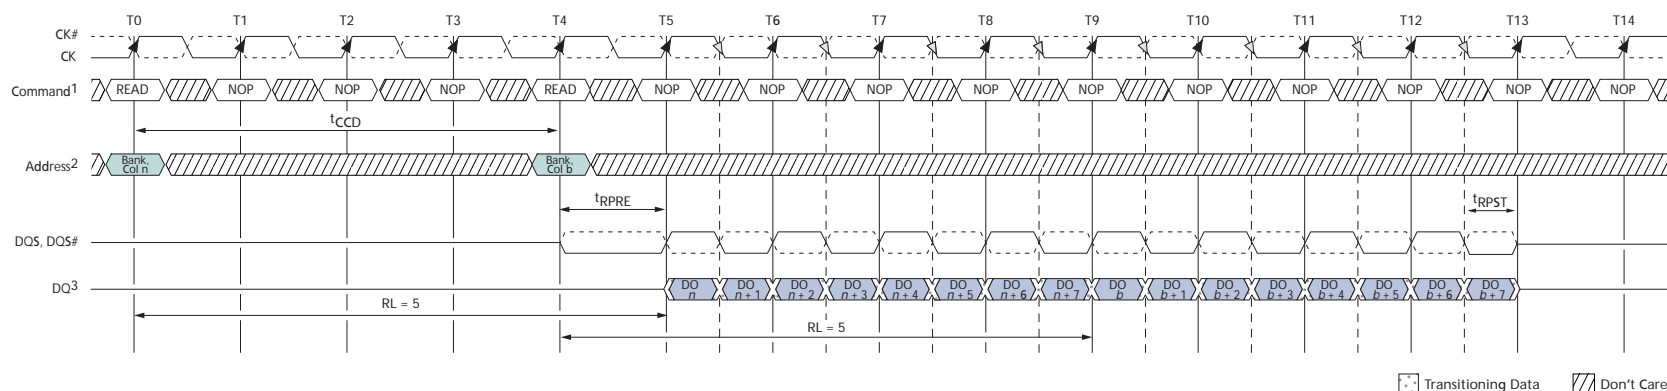 T0 T1 T2 T3 T4 T5 T6 T7 T8 T9 T10 T11 T12 T13 T14
CK#
CK
Command1 READ NOP NOP NOP READ NOP NOP NOP NOP NOP NOP NOP NOP NOP NOP
tCCD
Address2 Bank, Col n Bank, Col b
tRPRE tRPST
DQS, DQS#
DQ3 DO n DO n + 1 DO n + 2 DO n + 3 DO n + 4 DO n + 5 DO n + 6 DO n + 7 DO b DO b + 1 DO b + 2 DO b + 3 DO b + 4 DO b + 5 DO b + 6 DO b + 7
RL = 5
RL = 5
Transitioning Data Don't Care